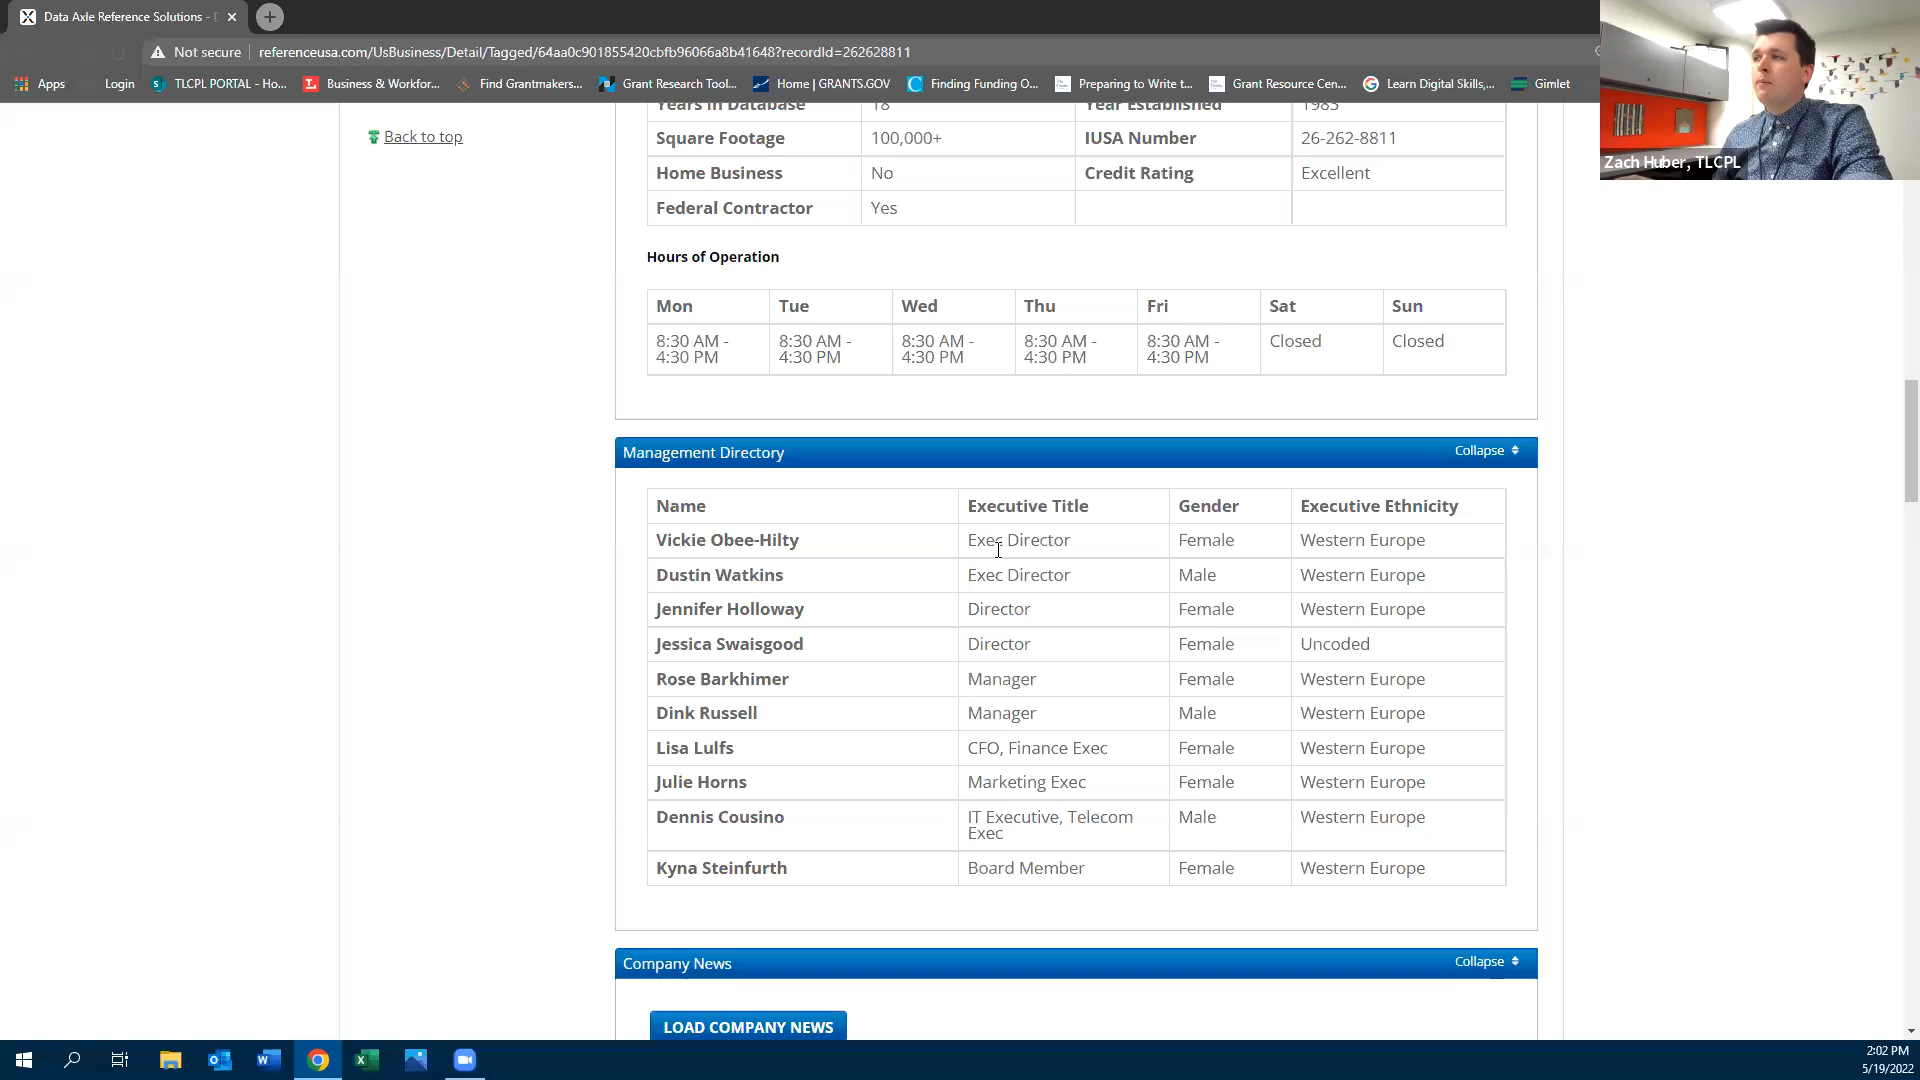 Data Axle Reference Solutions -
Not secure referenceusa.com/UsBusiness/Detail/Tagged/64aa0c901855420cbfb96066a8b41648?recordId=262628811
Apps Login TLCPL PORTAL - Ho... Business & Workfor... Find Grantmakers... Grant Research Tool... Home | GRANTS.GOV Finding Funding O... Preparing to Write t... Grant Resource Cen... Learn Digital Skills,... Gimlet
Zach Huber, TLCPL
Back to top
Years In Database 18 Year Established 1983
Square Footage 100,000+ IUSA Number 26-262-8811
Home Business No Credit Rating Excellent
Federal Contractor Yes
Hours of Operation
Mon Tue Wed Thu Fri Sat Sun
8:30 AM - 8:30 AM - 8:30 AM - 8:30 AM - 8:30 AM - Closed Closed
4:30 PM 4:30 PM 4:30 PM 4:30 PM 4:30 PM
Management Directory Collapse
Name Executive Title Gender Executive Ethnicity
Vickie Obee-Hilty Exec Director Female Western Europe
Dustin Watkins Exec Director Male Western Europe
Jennifer Holloway Director Female Western Europe
Jessica Swaisgood Director Female Uncoded
Rose Barkhimer Manager Female Western Europe
Dink Russell Manager Male Western Europe
Lisa Lulfs CFO, Finance Exec Female Western Europe
Julie Horns Marketing Exec Female Western Europe
Dennis Cousino IT Executive, Telecom Male Western Europe
Exec
Kyna Steinfurth Board Member Female Western Europe
Company News Collapse
LOAD COMPANY NEWS
2:02 PM
5/19/2022